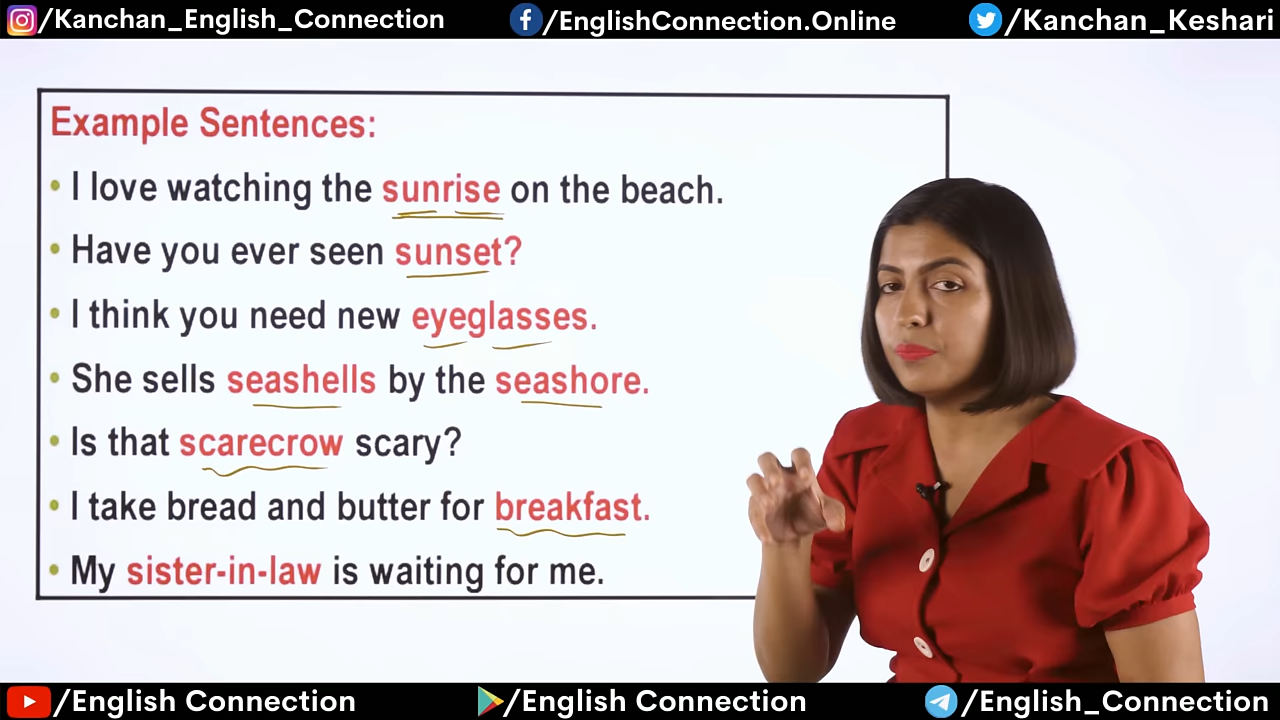 /Kanchan_English_Connection /EnglishConnection.Online /Kanchan_Keshari
Example Sentences:
• I love watching the sunrise on the beach.
• Have you ever seen sunset?
• I think you need new eyeglasses.
• She sells seashells by the seashore.
• Is that scarecrow scary?
• I take bread and butter for breakfast.
• My sister-in-law is waiting for me.
/English Connection /English Connection /English_Connection